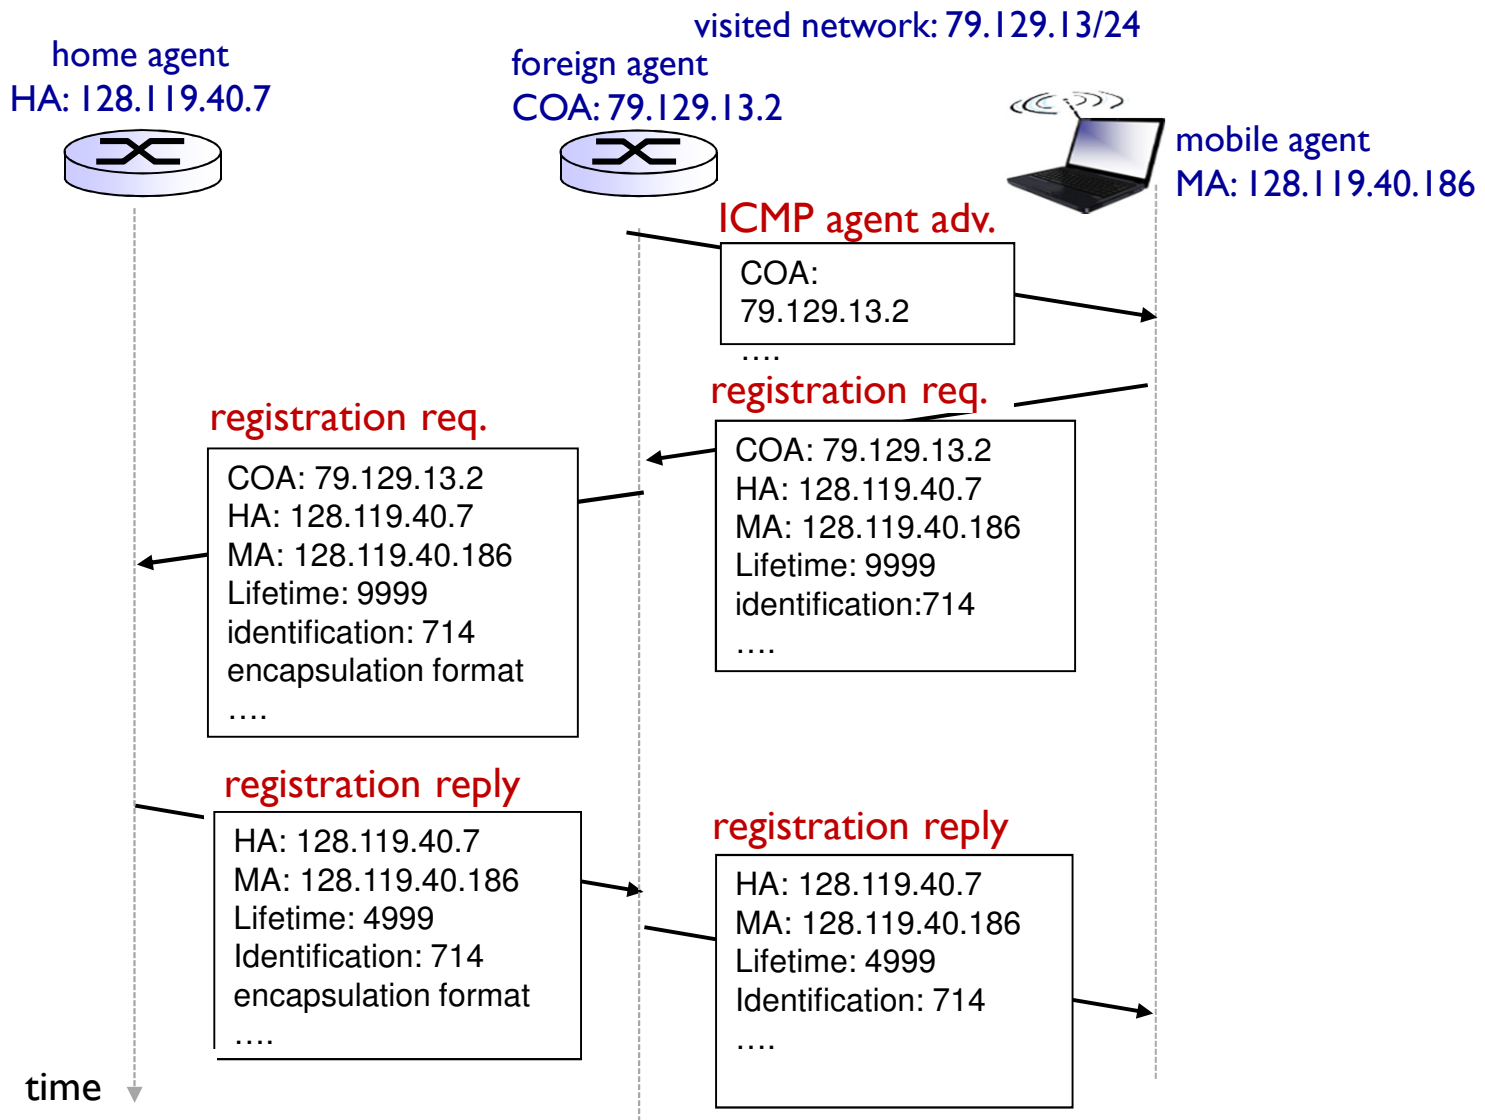 visited network: 79.129.13/24
home agent
HA: 128.119.40.7
foreign agent
COA: 79.129.13.2
mobile agent
MA: 128.119.40.186
ICMP agent adv.
COA:
79.129.13.2
….
registration req.
COA: 79.129.13.2
HA: 128.119.40.7
MA: 128.119.40.186
Lifetime: 9999
identification:714
….
registration req.
COA: 79.129.13.2
HA: 128.119.40.7
MA: 128.119.40.186
Lifetime: 9999
identification: 714
encapsulation format
….
registration reply
HA: 128.119.40.7
MA: 128.119.40.186
Lifetime: 4999
Identification: 714
encapsulation format
….
registration reply
HA: 128.119.40.7
MA: 128.119.40.186
Lifetime: 4999
Identification: 714
….
time